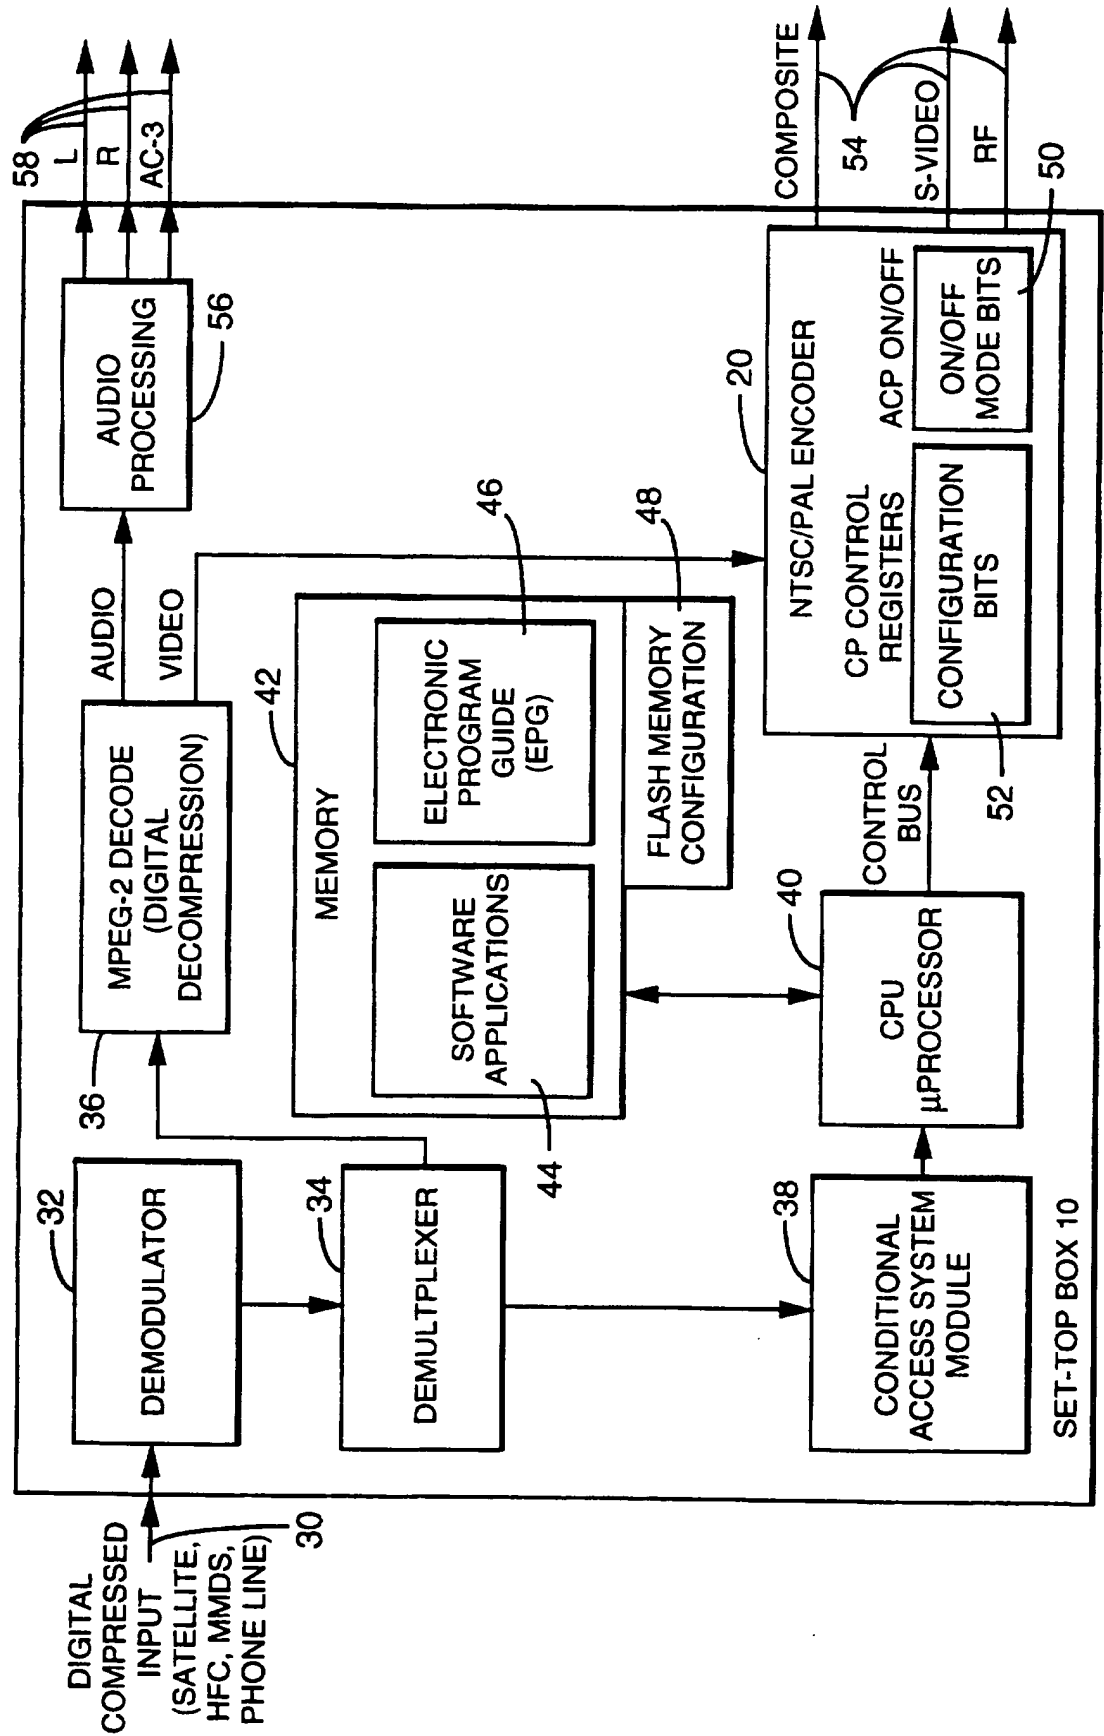 DIGITAL
COMPRESSED
INPUT
(SATELLITE,
HFC, MMDS,
PHONE LINE)
30
32
DEMODULATOR
34
DEMULTPLEXER
38
CONDITIONAL
ACCESS SYSTEM
MODULE
SET-TOP BOX 10
36
MPEG-2 DECODE
(DIGITAL
DECOMPRESSION)
AUDIO
VIDEO
42
MEMORY
SOFTWARE
APPLICATIONS
44
ELECTRONIC
PROGRAM
GUIDE
(EPG)
46
FLASH MEMORY
CONFIGURATION
48
40
CPU
µPROCESSOR
CONTROL
BUS
AUDIO
PROCESSING
56
58
L
R
AC-3
20
NTSC/PAL ENCODER
CP CONTROL
REGISTERS
ACP ON/OFF
CONFIGURATION
BITS
52
ON/OFF
MODE BITS
50
COMPOSITE
54
S-VIDEO
RF